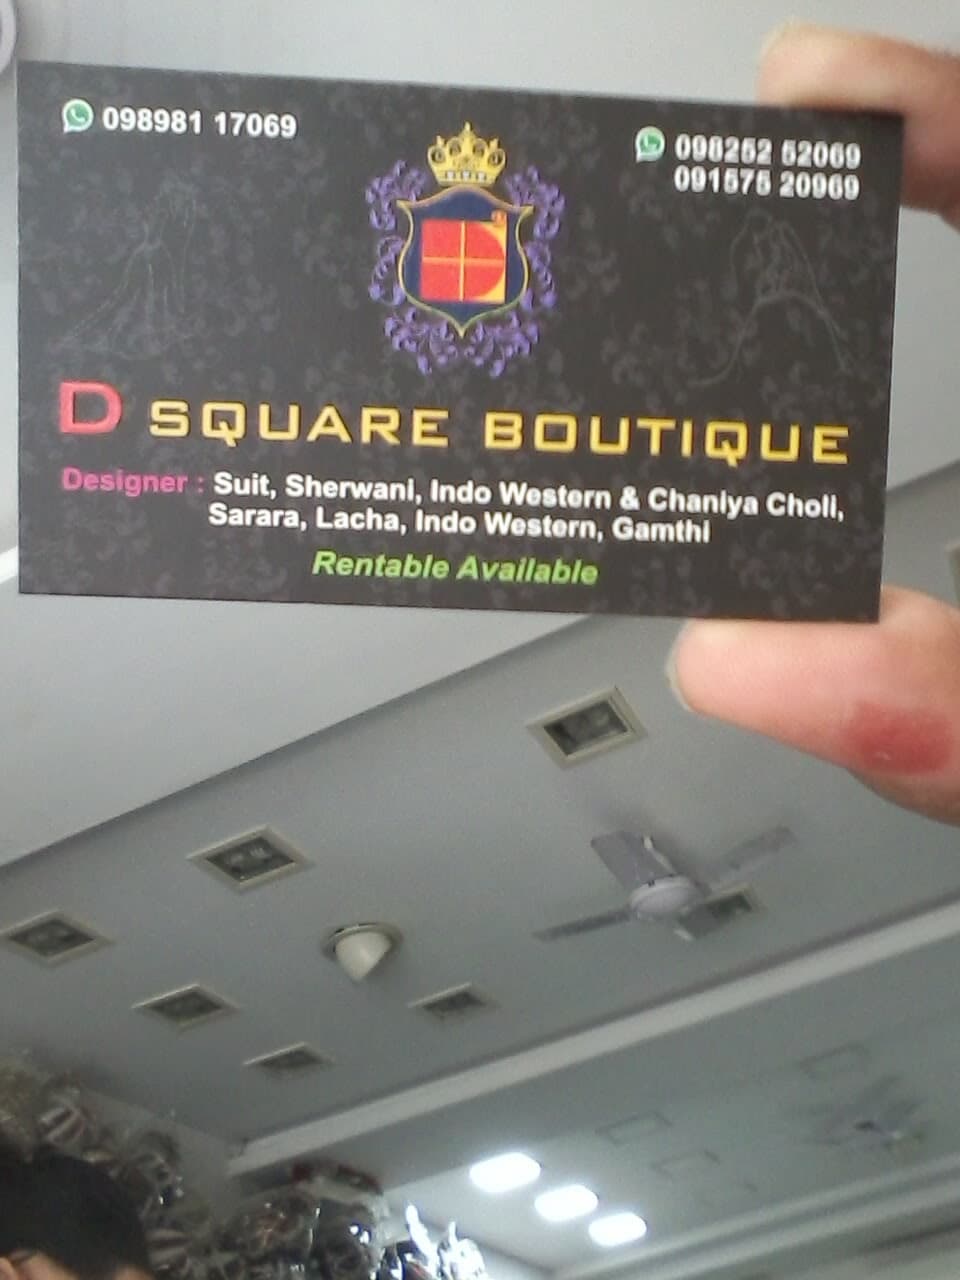 098981 17069
098252 52069
091575 20969
D SQUARE BOUTIQUE
Designer : Suit, Sherwani, Indo Western & Chaniya Choli,
Sarara, Lacha, Indo Western, Gamthi
Rentable Available